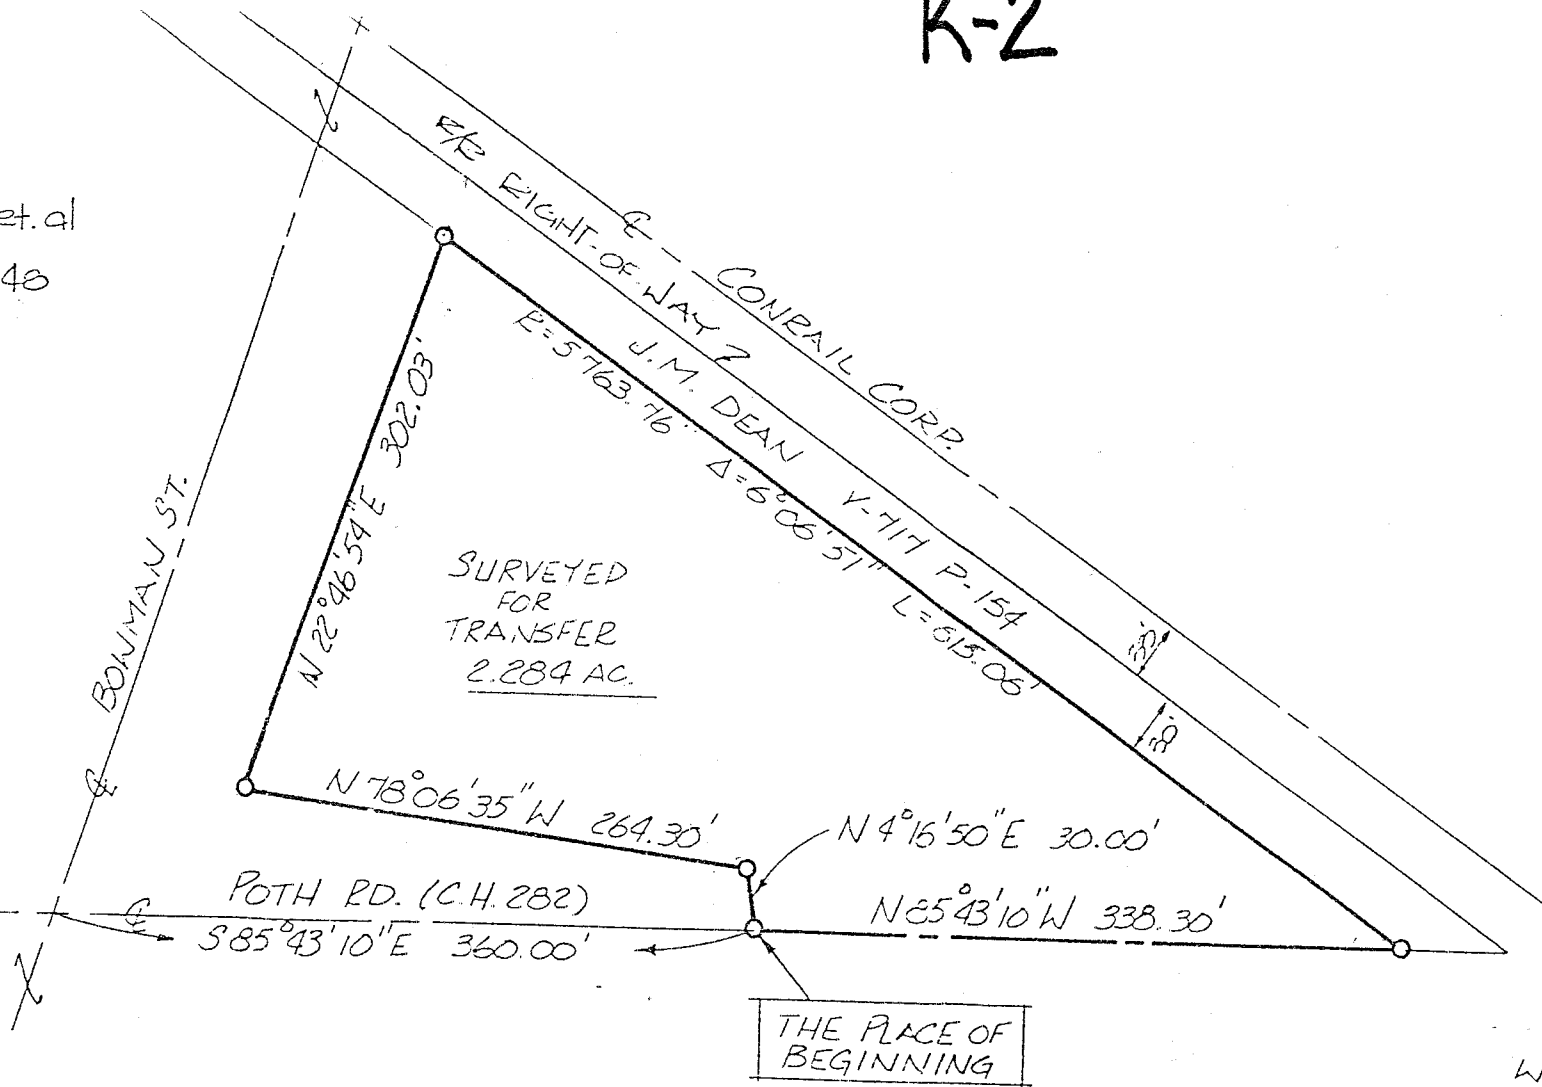 K-2
et.al
48
R/R RIGHT-OF-WAY
℄
CONRAIL CORP.
J.M. DEAN V-717 P-154
R=5763.76' Δ=6°06'51" L=615.06'
33'
33'
N 22°46'54"E 302.03'
BOWMAN ST.
℄
SURVEYED
FOR
TRANSFER
2.284 AC.
N 78°06'35"W 264.30'
N 4°16'50"E 30.00'
POTH RD. (C.H. 282)
℄
S 85°43'10"E 360.00'
N 85°43'10"W 338.30'
THE PLACE OF
BEGINNING
W